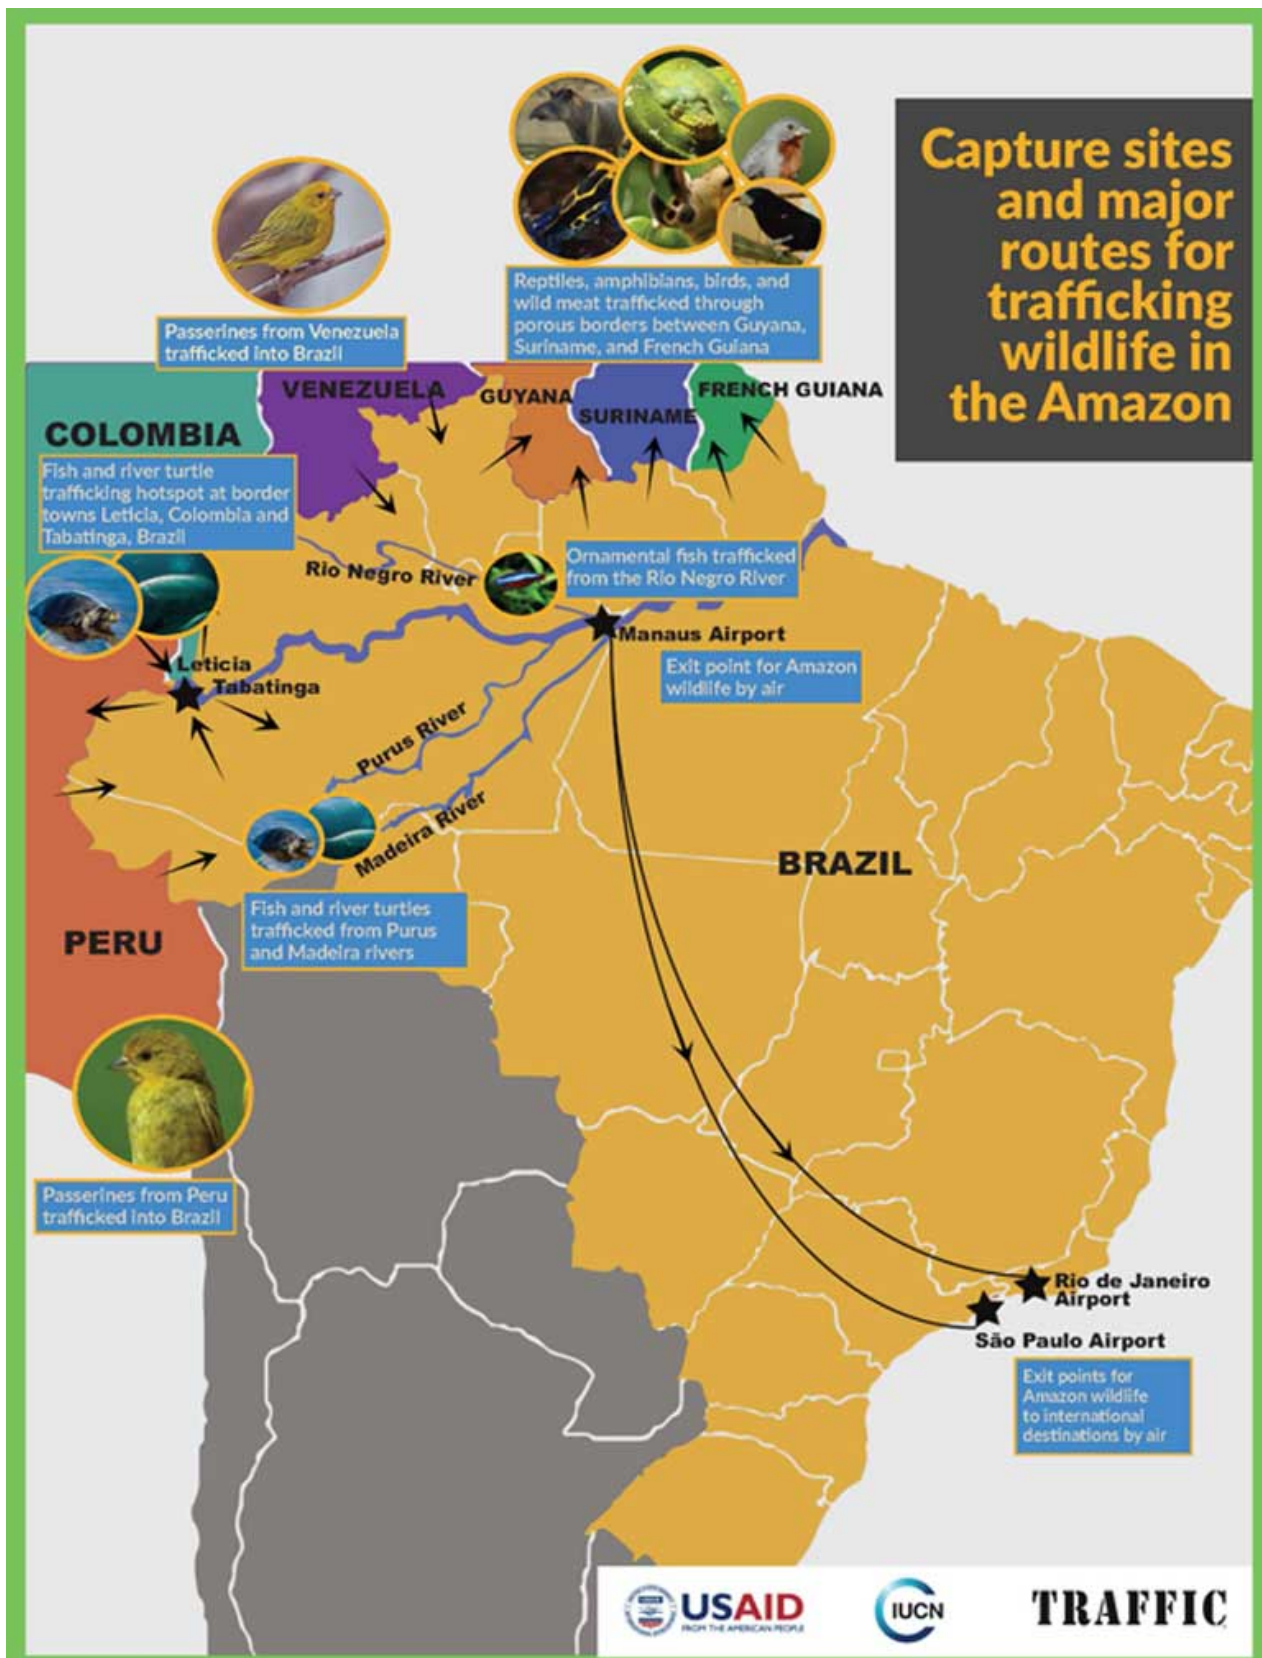 Capture sites
and major
routes for
trafficking
wildlife in
the Amazon
Passerines from Venezuela
trafficked into Brazil
Reptiles, amphibians, birds, and
wild meat trafficked through
porous borders between Guyana,
Suriname, and French Guiana
VENEZUELA
GUYANA
SURINAME
FRENCH GUIANA
COLOMBIA
Fish and river turtle
trafficking hotspot at border
towns Leticia, Colombia and
Tabatinga, Brazil
Rio Negro River
Ornamental fish trafficked
from the Rio Negro River
Manaus Airport
Exit point for Amazon
wildlife by air
Leticia
Tabatinga
Purus River
Madeira River
BRAZIL
Fish and river turtles
trafficked from Purus
and Madeira rivers
PERU
Passerines from Peru
trafficked into Brazil
Rio de Janeiro
Airport
São Paulo Airport
Exit points for
Amazon wildlife
to international
destinations by air
USAID
FROM THE AMERICAN PEOPLE
IUCN
TRAFFIC